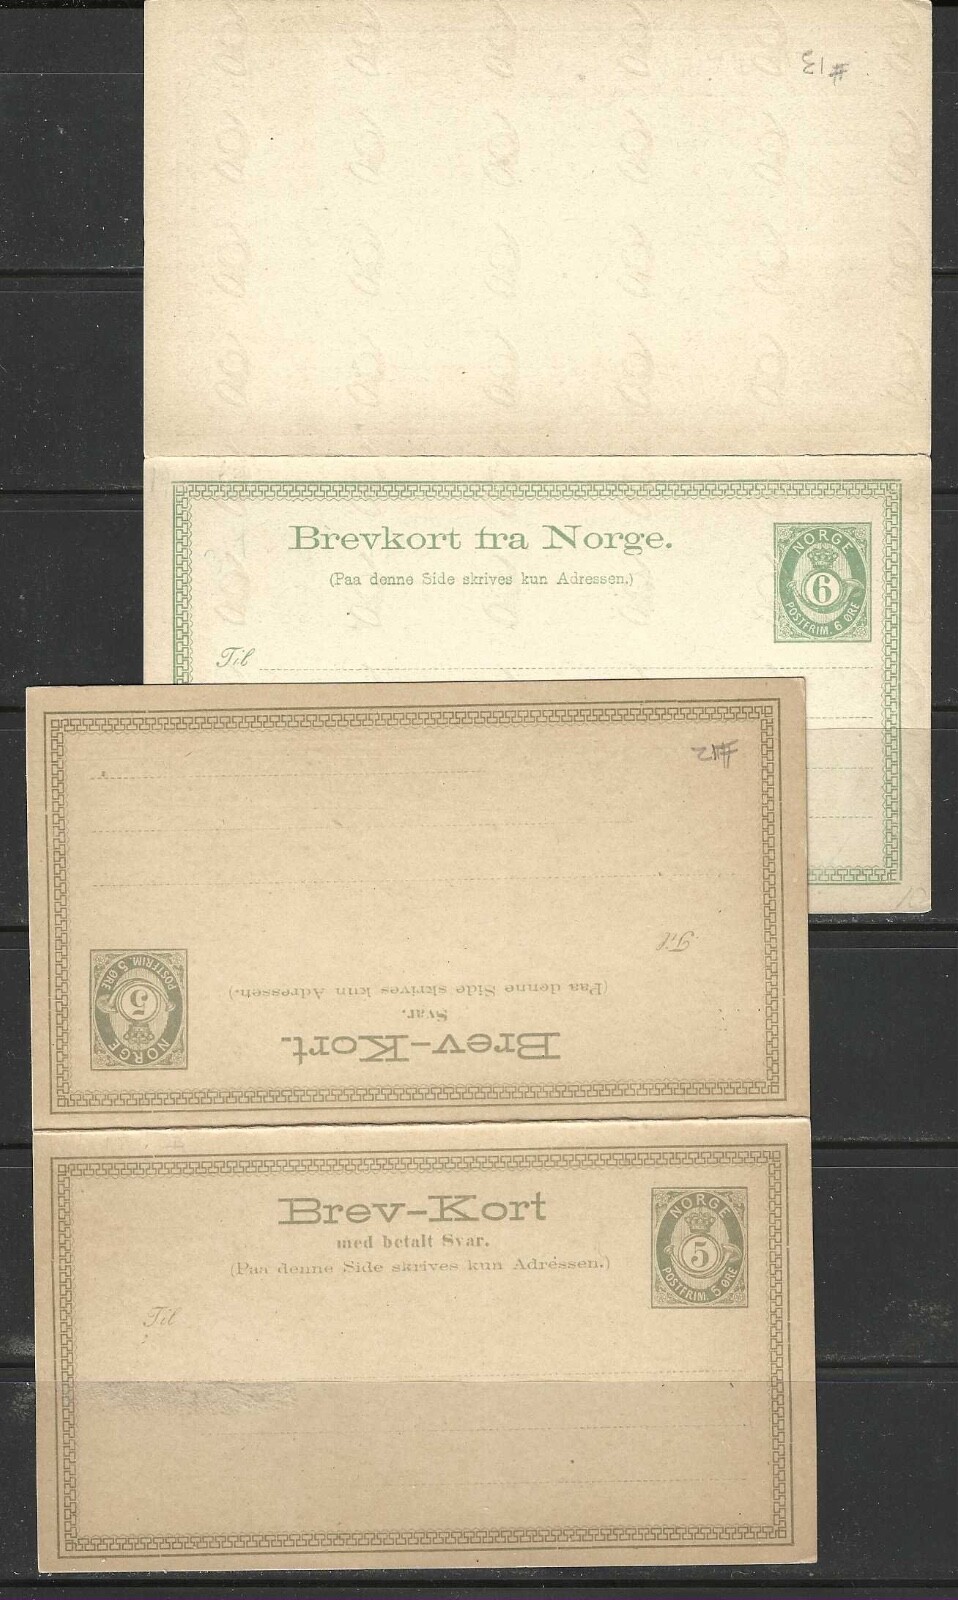 #13
Brevkort fra Norge.
(Paa denne Side skrives kun Adressen.)
NORGE
6
POSTFRIM. 6 ØRE
Til
#12
Til
(Paa denne Side skrives kun Adressen.)
Svar.
Brev-Kort.
NORGE
5
POSTFRIM. 5 ØRE
Brev-Kort
med betalt Svar.
(Paa denne Side skrives kun Adressen.)
NORGE
5
POSTFRIM. 5 ØRE
Til